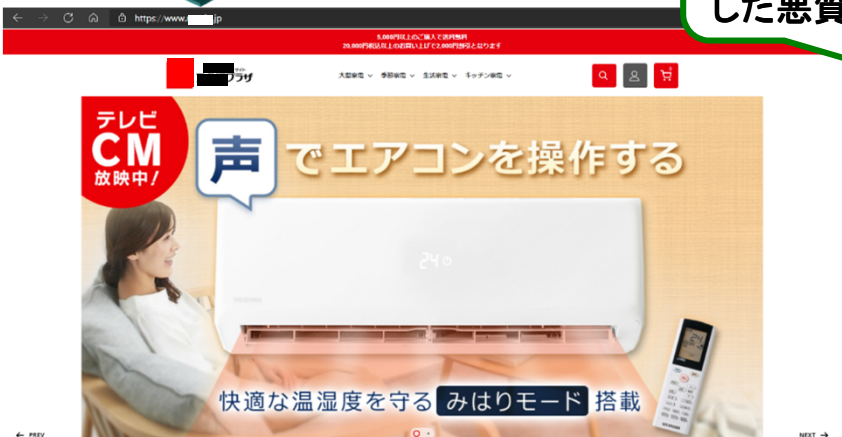 した悪質
https://www. .jp
5,000円以上のご購入で送料無料
20,000円(税込)以上のお買い上げで2,000円割引となります
プラザ
大型家電 季節家電 生活家電 キッチン家電
テレビ
CM
放映中!
声でエアコンを操作する
24
快適な温湿度を守る みはりモード 搭載
← PREV
NEXT →